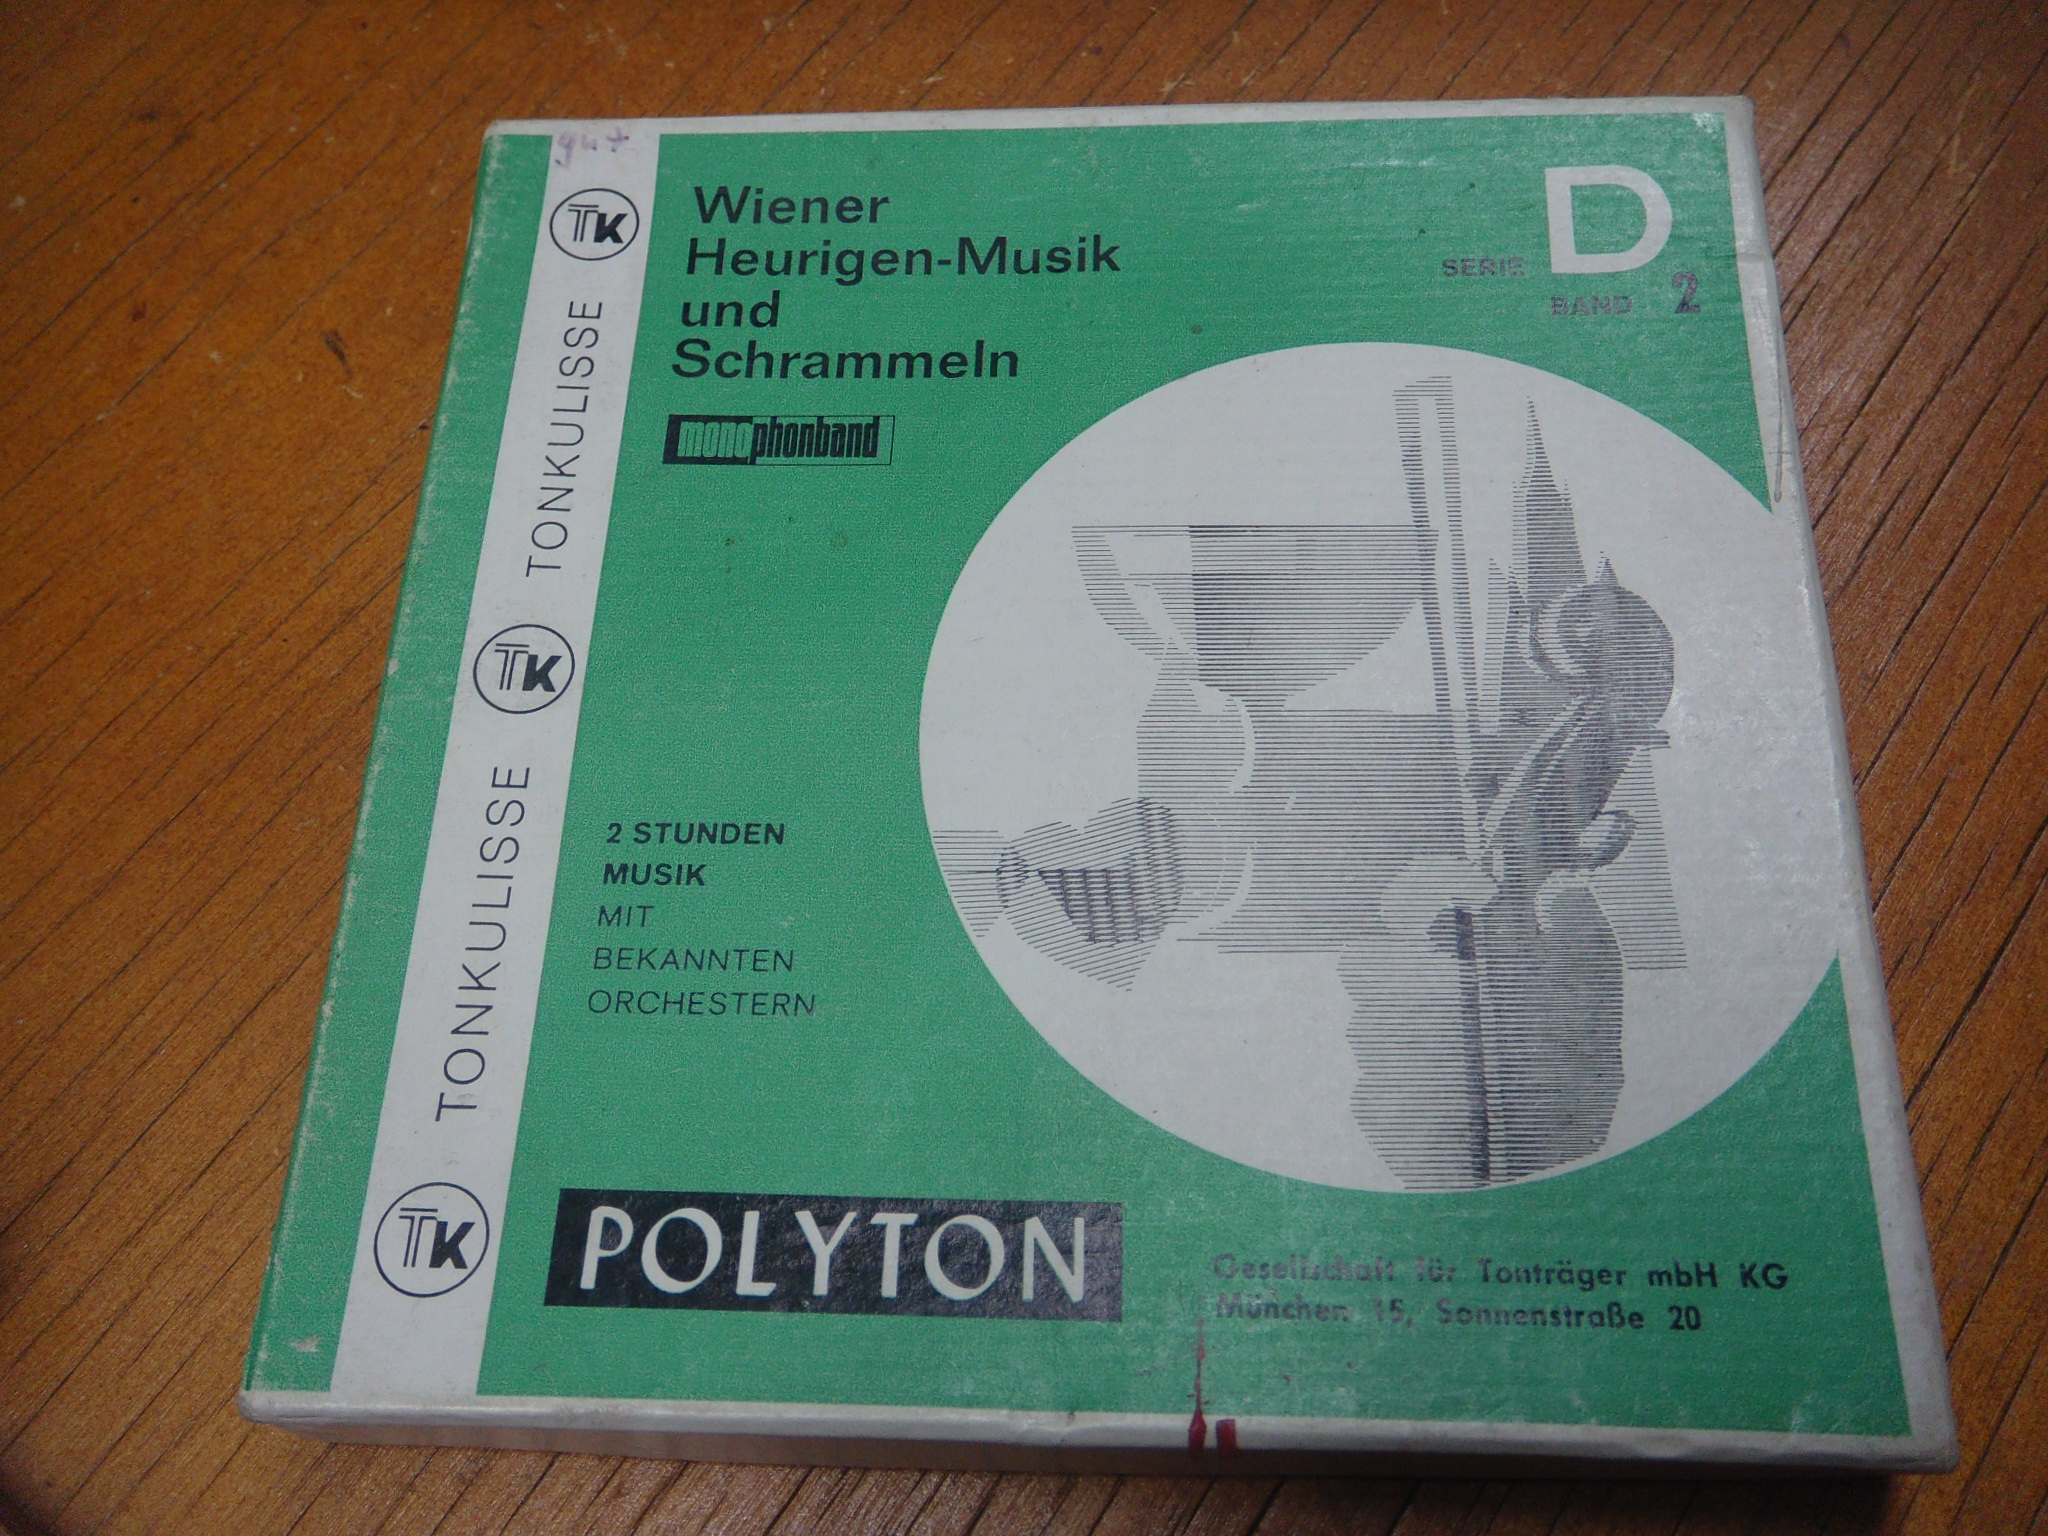 947
TK
TONKULISSE
TK
TONKULISSE
TK
Wiener
Heurigen-Musik
und
Schrammeln
monophonband
SERIE D
BAND 2
2 STUNDEN
MUSIK
MIT
BEKANNTEN
ORCHESTERN
POLYTON
Gesellschaft für Tonträger mbH KG
München 15, Sonnenstraße 20